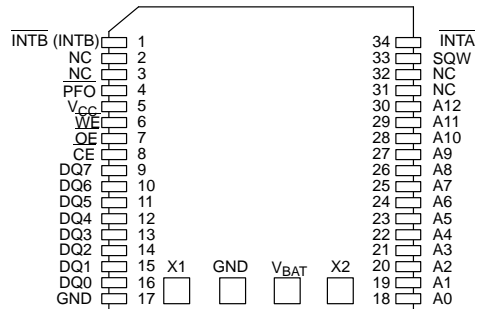 INTB (INTB) 1 34 INTA
NC 2 33 SQW
NC 3 32 NC
PFO 4 31 NC
VCC 5 30 A12
WE 6 29 A11
OE 7 28 A10
CE 8 27 A9
DQ7 9 26 A8
DQ6 10 25 A7
DQ5 11 24 A6
DQ4 12 23 A5
DQ3 13 22 A4
DQ2 14 21 A3
DQ1 15 X1 GND VBAT X2 20 A2
DQ0 16 19 A1
GND 17 18 A0